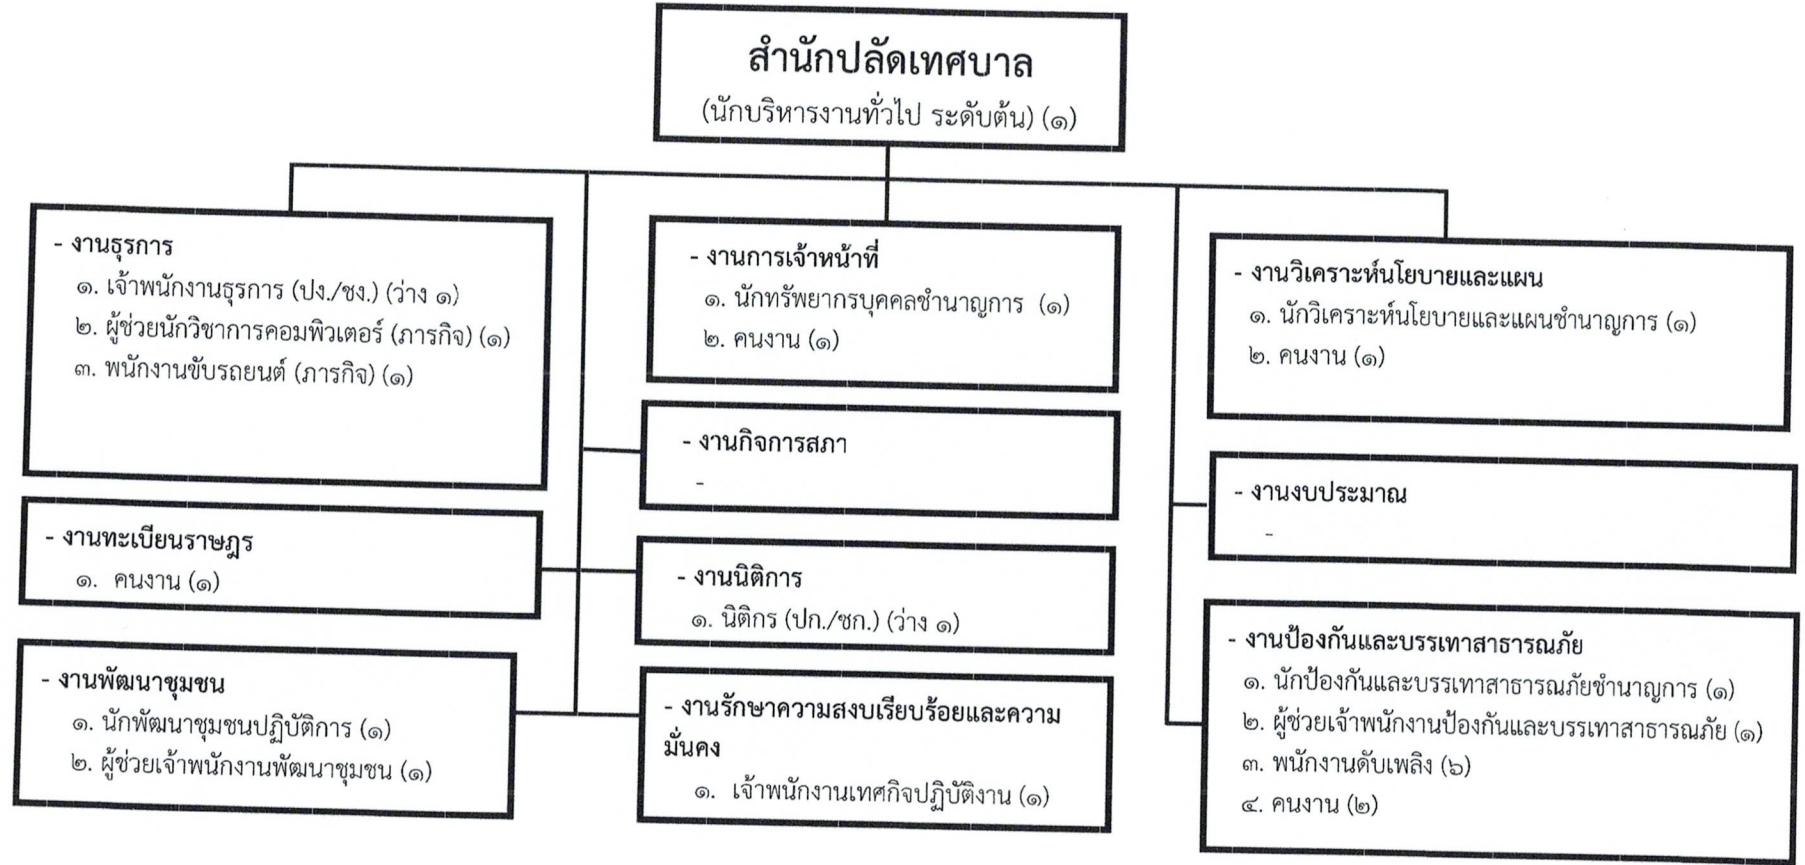 สำนักปลัดเทศบาล
(นักบริหารงานทั่วไป ระดับต้น) (๑)
- งานธุรการ
๑. เจ้าพนักงานธุรการ (ปง./ชง.) (ว่าง ๑)
๒. ผู้ช่วยนักวิชาการคอมพิวเตอร์ (ภารกิจ) (๑)
๓. พนักงานขับรถยนต์ (ภารกิจ) (๑)
- งานทะเบียนราษฎร
๑. คนงาน (๑)
- งานพัฒนาชุมชน
๑. นักพัฒนาชุมชนปฏิบัติการ (๑)
๒. ผู้ช่วยเจ้าพนักงานพัฒนาชุมชน (๑)
- งานการเจ้าหน้าที่
๑. นักทรัพยากรบุคคลชำนาญการ (๑)
๒. คนงาน (๑)
- งานกิจการสภา
-
- งานนิติการ
๑. นิติกร (ปก./ชก.) (ว่าง ๑)
- งานรักษาความสงบเรียบร้อยและความ
มั่นคง
๑. เจ้าพนักงานเทศกิจปฏิบัติงาน (๑)
- งานวิเคราะห์นโยบายและแผน
๑. นักวิเคราะห์นโยบายและแผนชำนาญการ (๑)
๒. คนงาน (๑)
- งานงบประมาณ
-
- งานป้องกันและบรรเทาสาธารณภัย
๑. นักป้องกันและบรรเทาสาธารณภัยชำนาญการ (๑)
๒. ผู้ช่วยเจ้าพนักงานป้องกันและบรรเทาสาธารณภัย (๑)
๓. พนักงานดับเพลิง (๖)
๔. คนงาน (๒)